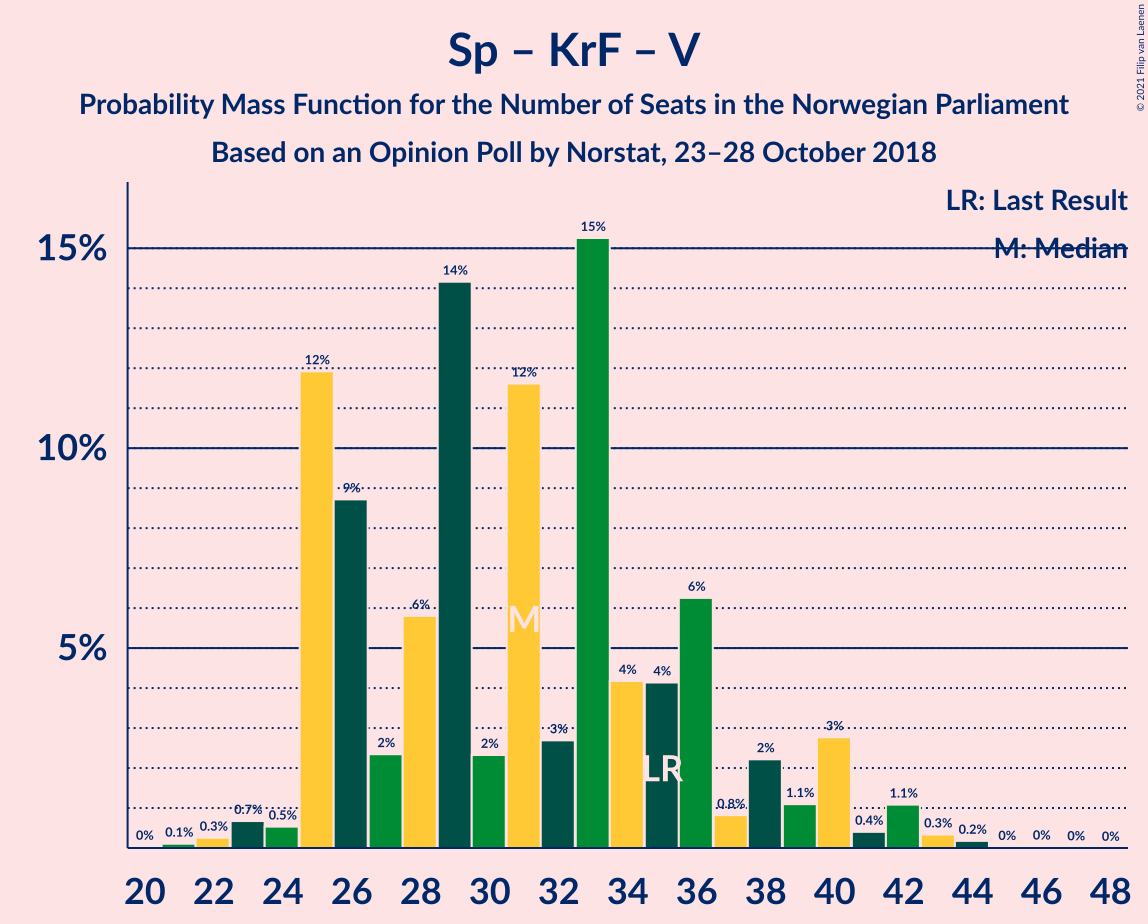 © 2021 Filip van Laenen
Sp – KrF – V
Probability Mass Function for the Number of Seats in the Norwegian Parliament
Based on an Opinion Poll by Norstat, 23–28 October 2018
LR: Last Result
M: Median
15%
10%
5%
0% 0.1% 0.3% 0.7% 0.5% 12% 9% 2% 6% 14% 2% 12% 3% 15% 4% 4% 6% 0.8% 2% 1.1% 3% 0.4% 1.1% 0.3% 0.2% 0% 0% 0% 0%
M
LR
20 22 24 26 28 30 32 34 36 38 40 42 44 46 48